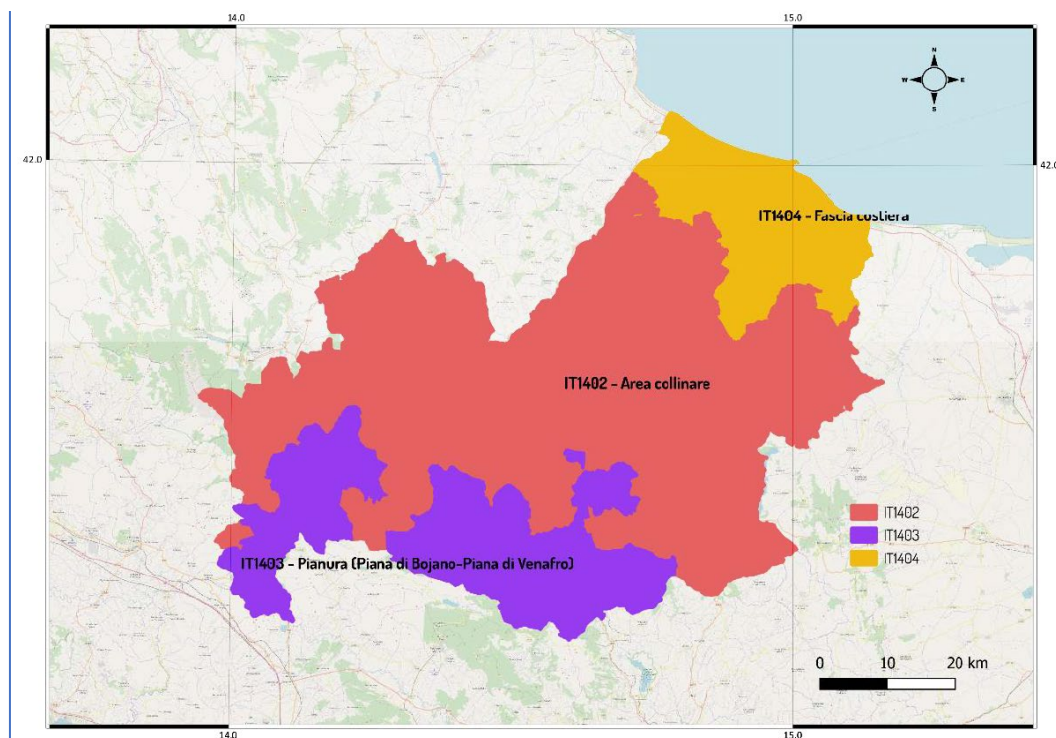 14.0
15.0
N
W
E
S
42.0
42.0
IT1404 - Fascia costiera
IT1402 - Area collinare
IT1402
IT1403
IT1404
IT1403 - Pianura (Piana di Bojano-Piana di Venafro)
0 10 20 km
14.0
15.0